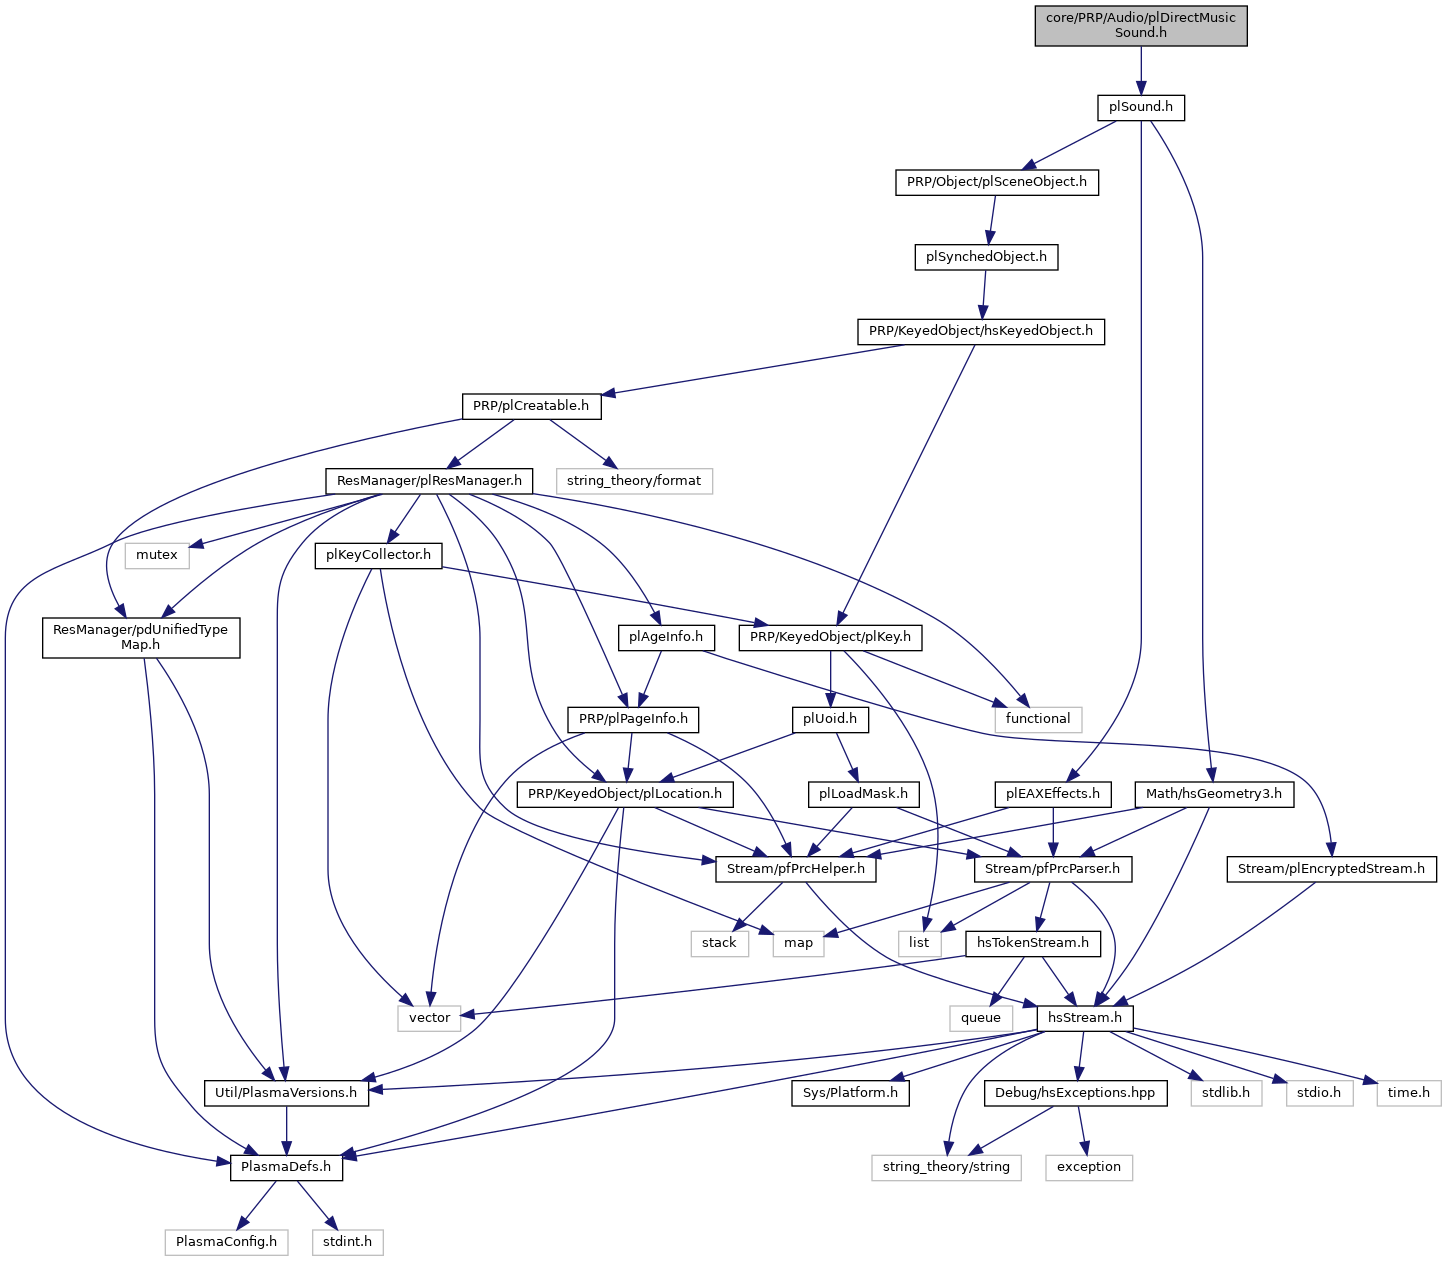 core/PRP/Audio/plDirectMusic
Sound.h
plSound.h
PRP/Object/plSceneObject.h
plSynchedObject.h
PRP/KeyedObject/hsKeyedObject.h
PRP/plCreatable.h
ResManager/plResManager.h
string_theory/format
mutex
plKeyCollector.h
ResManager/pdUnifiedType
Map.h
plAgeInfo.h
PRP/KeyedObject/plKey.h
PRP/plPageInfo.h
plUoid.h
functional
PRP/KeyedObject/plLocation.h
plLoadMask.h
plEAXEffects.h
Math/hsGeometry3.h
Stream/pfPrcHelper.h
Stream/pfPrcParser.h
Stream/plEncryptedStream.h
stack
map
list
hsTokenStream.h
vector
queue
hsStream.h
Util/PlasmaVersions.h
Sys/Platform.h
Debug/hsExceptions.hpp
stdlib.h
stdio.h
time.h
PlasmaDefs.h
string_theory/string
exception
PlasmaConfig.h
stdint.h